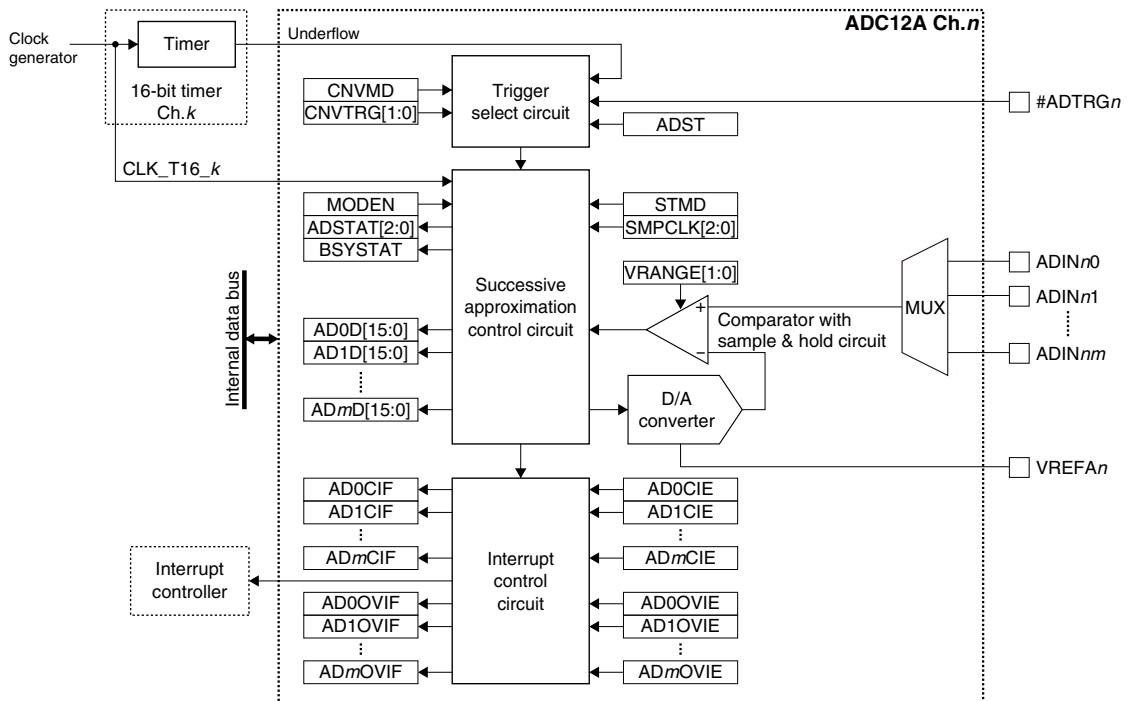 ADC12A Ch.n
Clock
generator
Timer
16-bit timer
Ch.k
Underflow
CLK_T16_k
CNVMD
CNVTRG[1:0]
Trigger
select circuit
ADST
#ADTRGn
MODEN
ADSTAT[2:0]
BSYSTAT
STMD
SMPCLK[2:0]
VRANGE[1:0]
Successive
approximation
control circuit
AD0D[15:0]
AD1D[15:0]
ADmD[15:0]
+
−
Comparator with
sample & hold circuit
MUX
ADINn0
ADINn1
ADINnm
D/A
converter
VREFAn
Internal data bus
AD0CIF
AD1CIF
ADmCIF
AD0OVIF
AD1OVIF
ADmOVIF
Interrupt
control
circuit
AD0CIE
AD1CIE
ADmCIE
AD0OVIE
AD1OVIE
ADmOVIE
Interrupt
controller